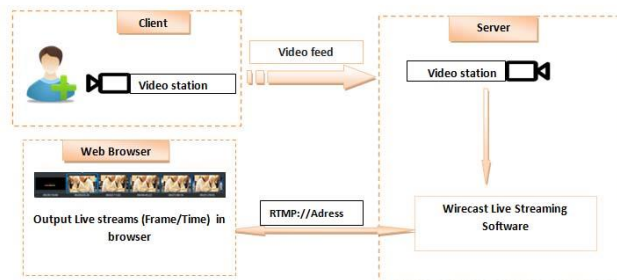 Client
Video station
Video feed
Server
Video station
Web Browser
Output Live streams (Frame/Time) in
browser
RTMP://Adress
Wirecast Live Streaming
Software